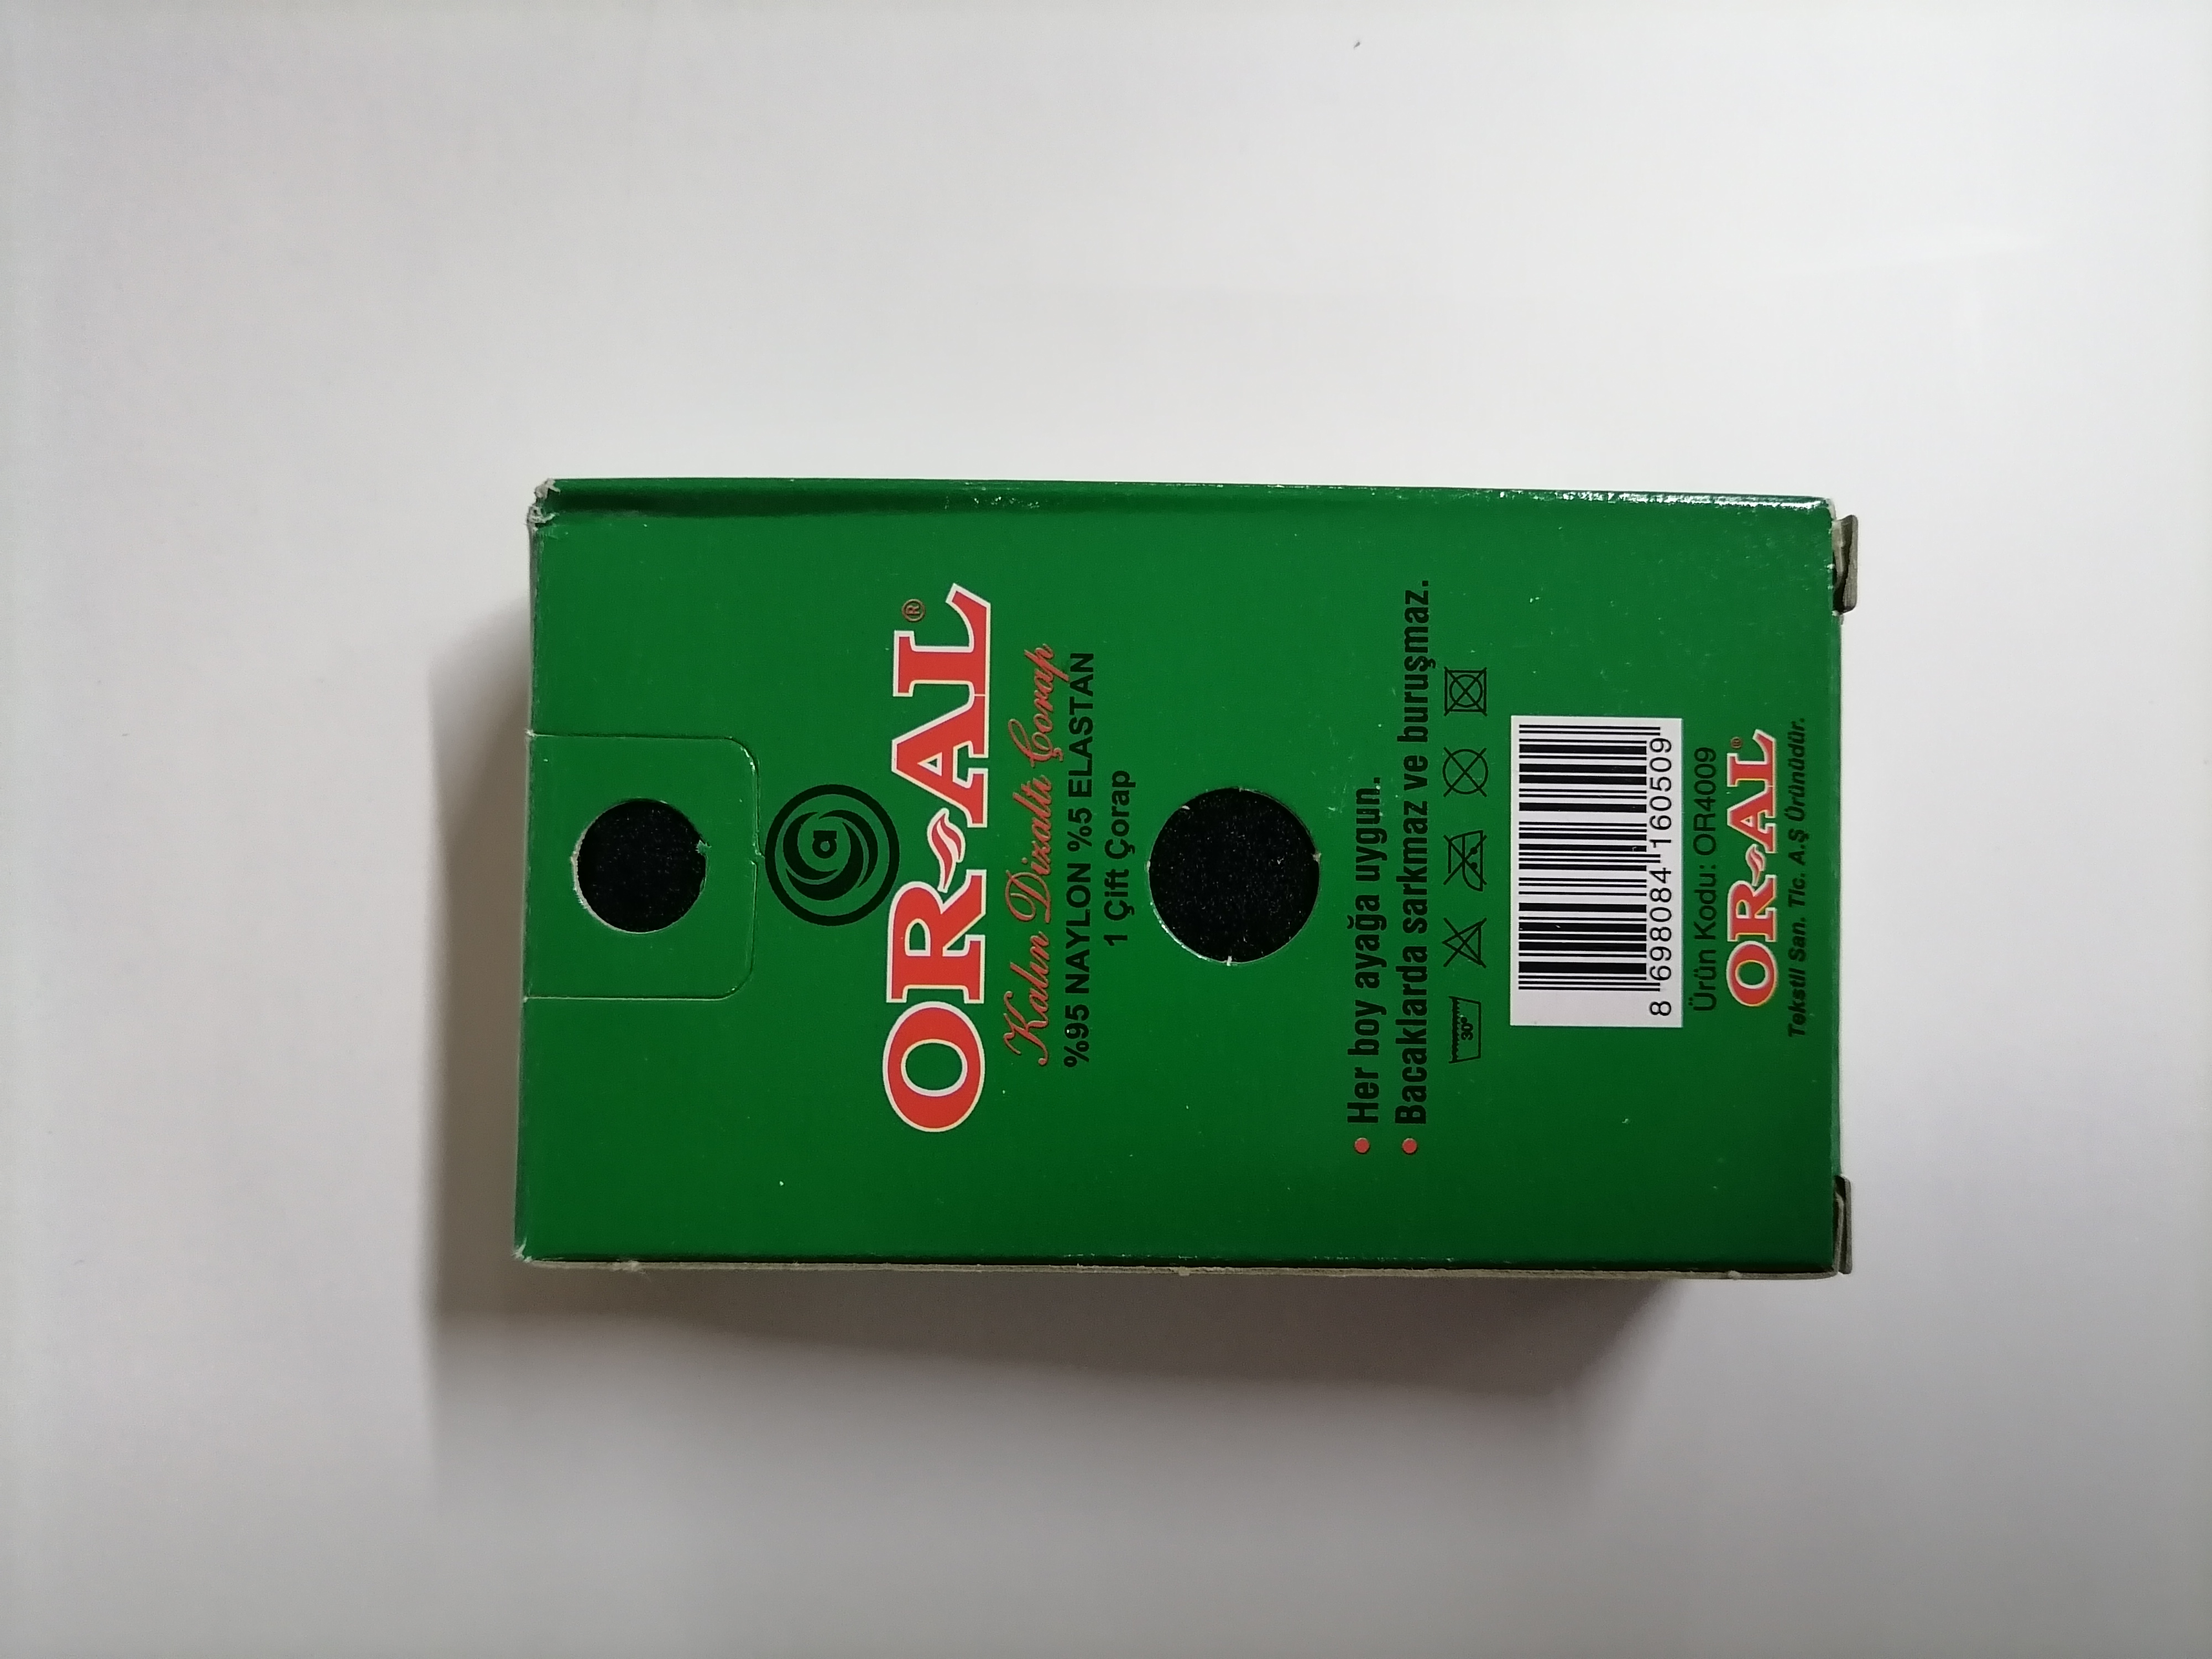 a
OR-AL®
Kalın Dizaltı Çorap
%95 NAYLON %5 ELASTAN
1 Çift Çorap
• Her boy ayağa uygun.
• Bacaklarda sarkmaz ve buruşmaz.
30°
8 698084 160509
Ürün Kodu: OR4009
OR-AL®
Tekstil San. Tic. A.Ş Ürünüdür.